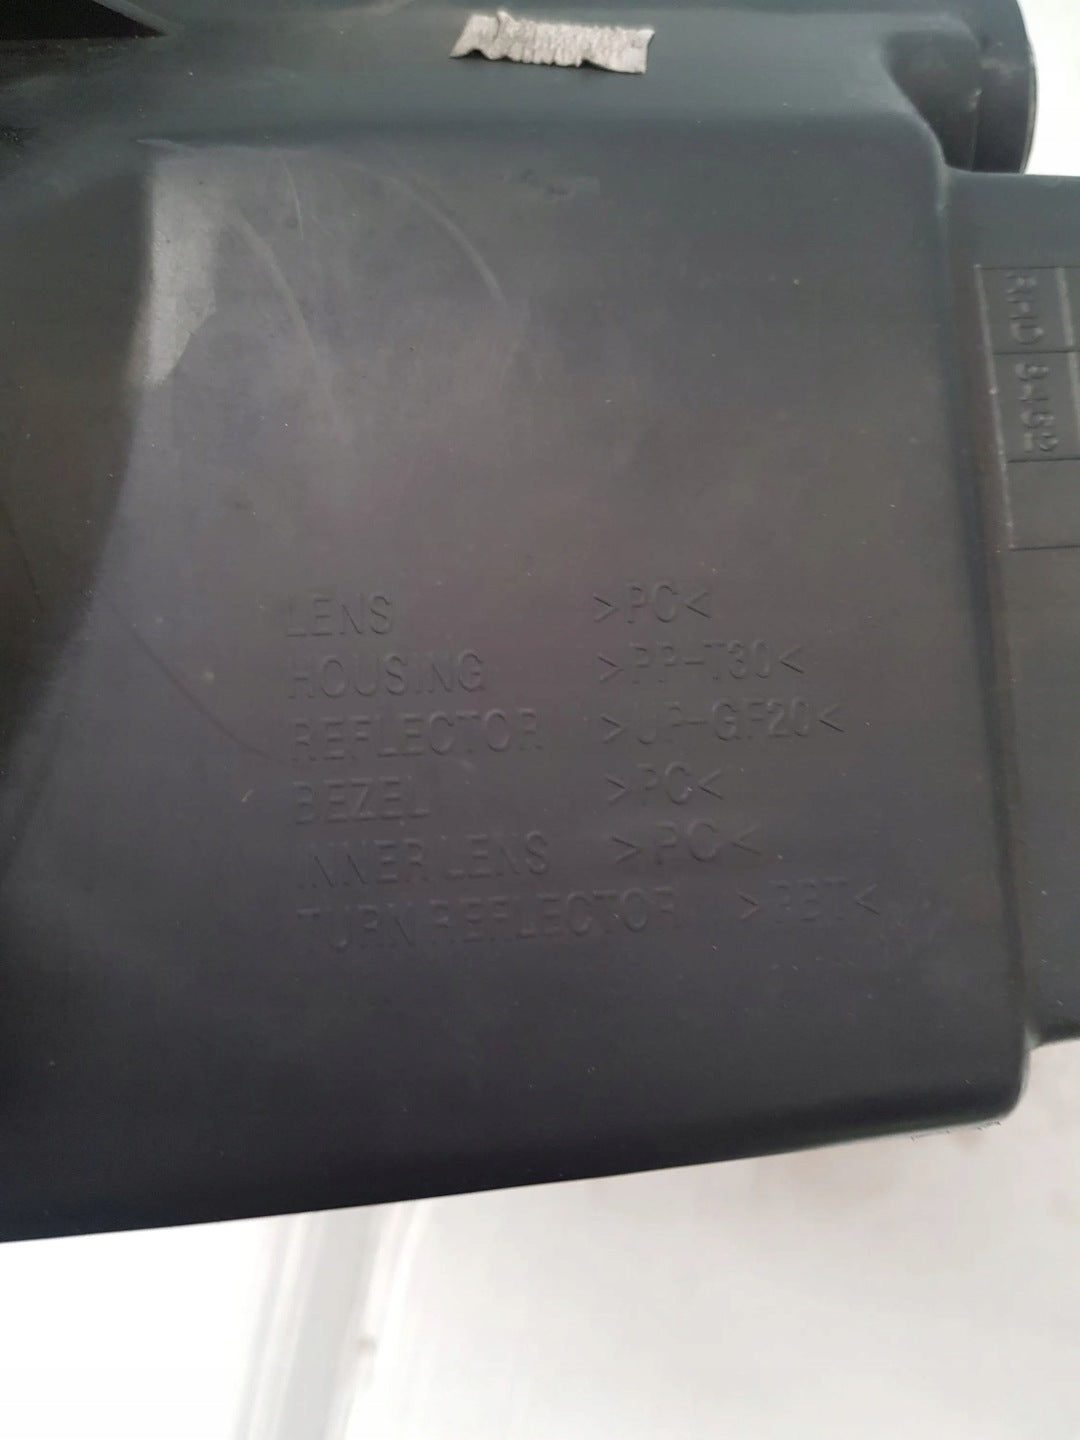 LENS >PC<
HOUSING >PP-T30<
REFLECTOR >UP-GF20<
BEZEL >PC<
INNER LENS >PC<
TURN REFLECTOR >PBT<